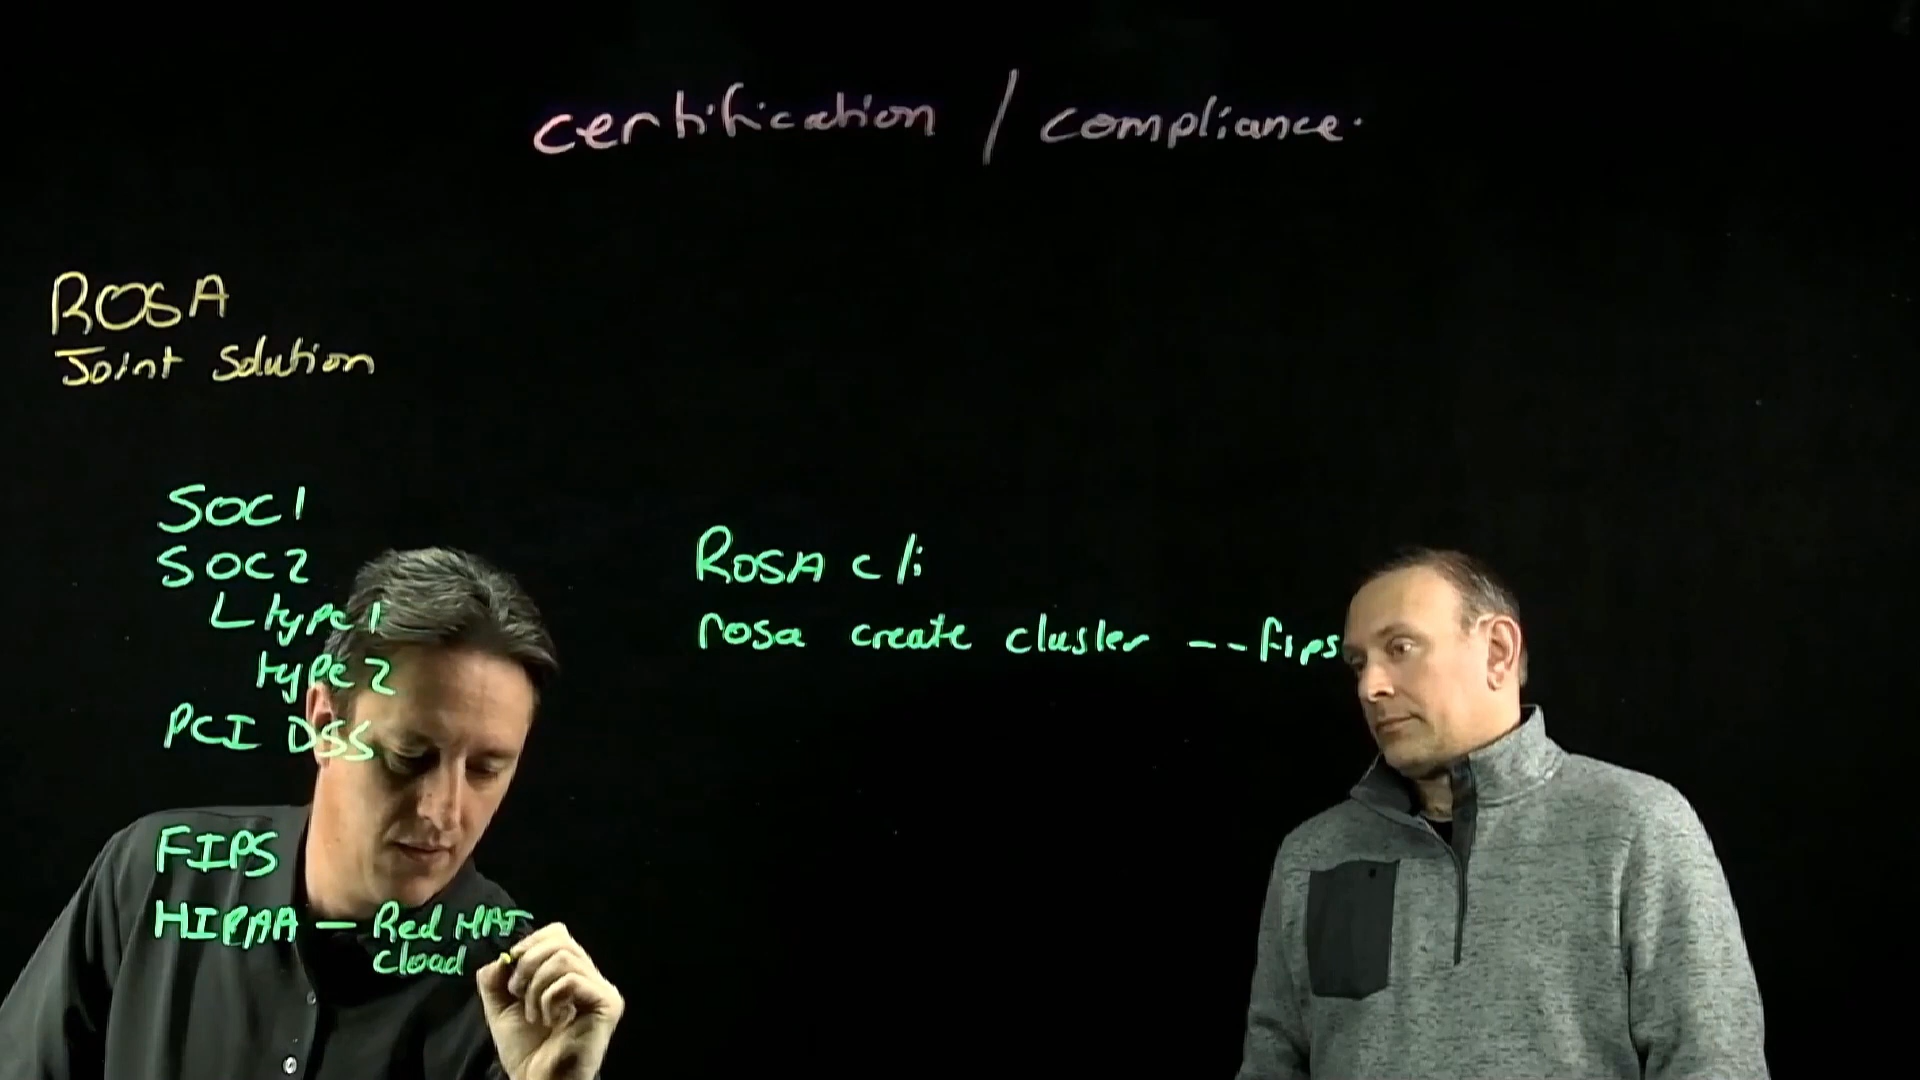 certification / compliance.
ROSA
Joint Solution
SOC1
SOC2
L type 1
type 2
PCI DSS
FIPS
HIPAA — Red HAT
cload
ROSA cli
rosa create cluster --fips